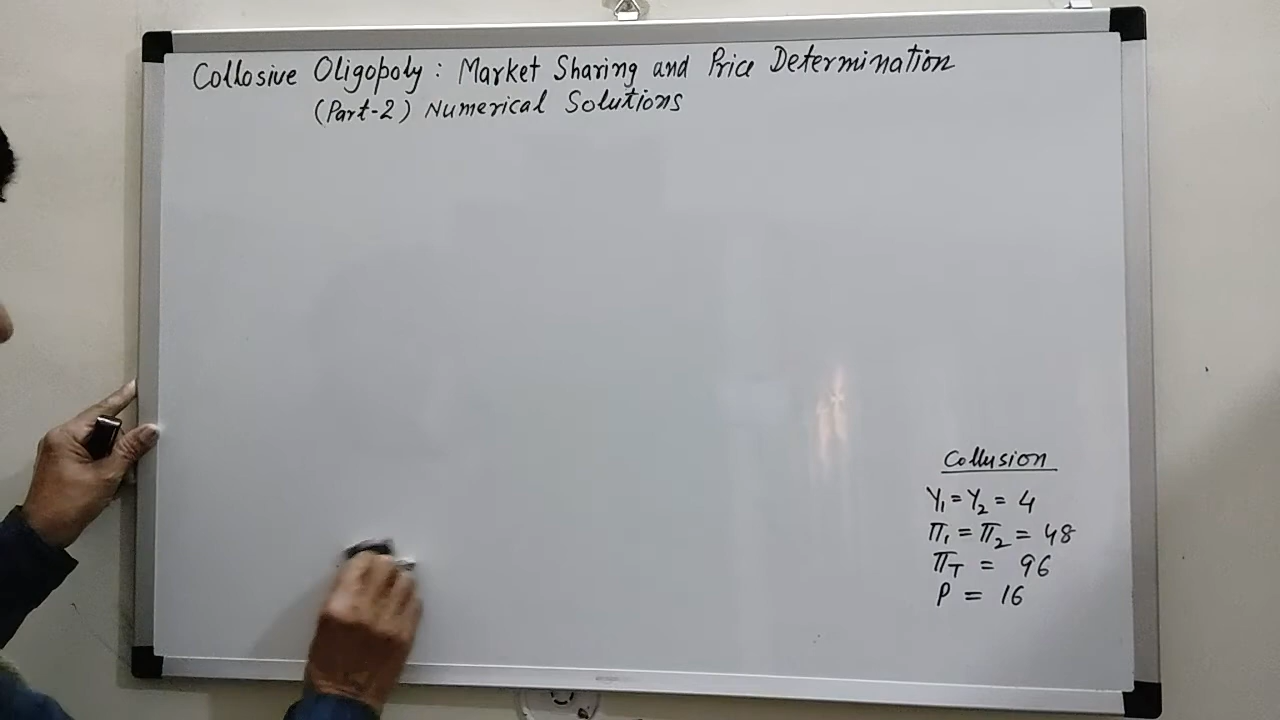 Collosive Oligopoly : Market Sharing and Price Determination
(Part-2) Numerical Solutions
Collusion
Y₁ = Y₂ = 4
π₁ = π₂ = 48
π_T = 96
P = 16